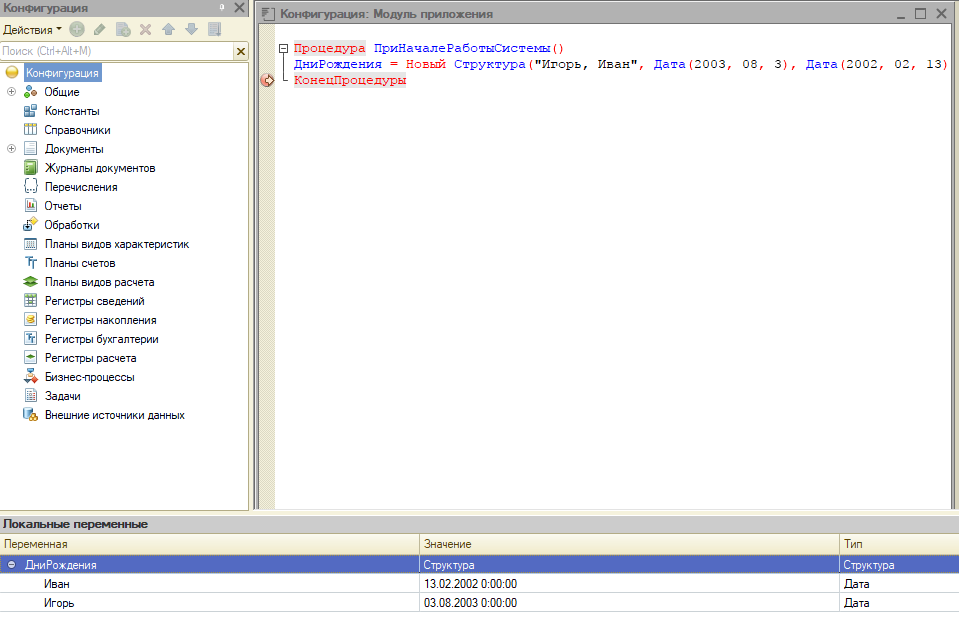 Конфигурация
Действия
Поиск (Ctrl+Alt+M)
Конфигурация
Общие
Константы
Справочники
Документы
Журналы документов
Перечисления
Отчеты
Обработки
Планы видов характеристик
Планы счетов
Планы видов расчета
Регистры сведений
Регистры накопления
Регистры бухгалтерии
Регистры расчета
Бизнес-процессы
Задачи
Внешние источники данных
Конфигурация: Модуль приложения
Процедура ПриНачалеРаботыСистемы()
ДниРождения = Новый Структура("Игорь, Иван", Дата(2003, 08, 3), Дата(2002, 02, 13)
КонецПроцедуры
Локальные переменные
Переменная Значение Тип
ДниРождения Структура Структура
Иван 13.02.2002 0:00:00 Дата
Игорь 03.08.2003 0:00:00 Дата